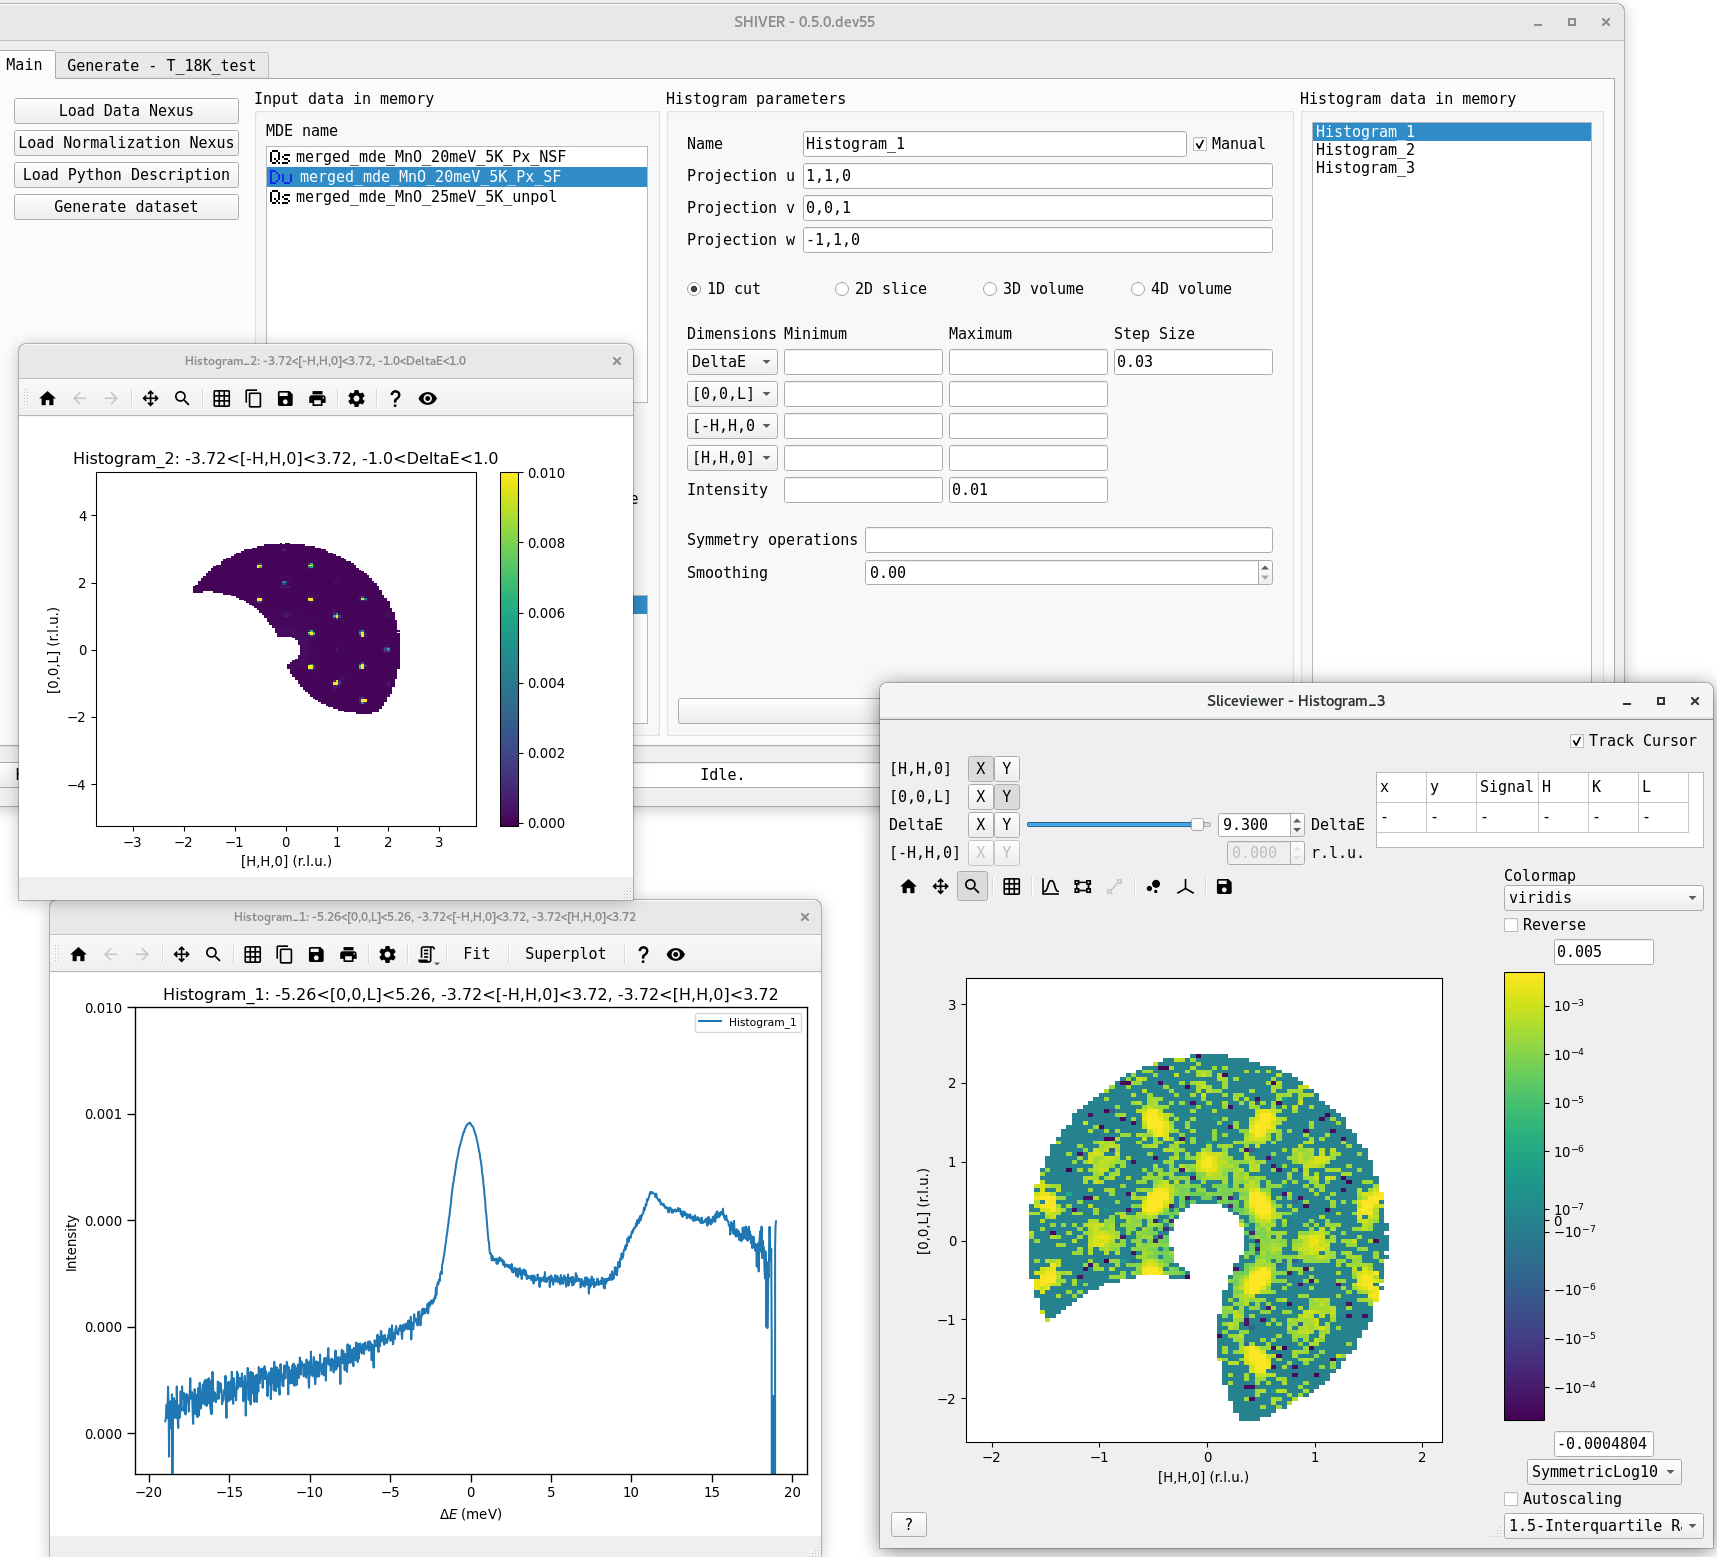 SHIVER - 0.5.0.dev55
Main
Generate - T_18K_test
Load Data Nexus
Load Normalization Nexus
Load Python Description
Generate dataset
Input data in memory
MDE name
Qs merged_mde_MnO_20meV_5K_Px_NSF
Du merged_mde_MnO_20meV_5K_Px_SF
Qs merged_mde_MnO_25meV_5K_unpol
Histogram parameters
Name
Histogram_1
Manual
Projection u 1,1,0
Projection v 0,0,1
Projection w -1,1,0
1D cut 2D slice 3D volume 4D volume
Dimensions Minimum Maximum Step Size
DeltaE 0.03
[0,0,L]
[-H,H,0
[H,H,0]
Intensity 0.01
Symmetry operations
Smoothing 0.00
Idle.
Histogram data in memory
Histogram_1
Histogram_2
Histogram_3
Histogram_2: -3.72<[-H,H,0]<3.72, -1.0<DeltaE<1.0
Histogram_2: -3.72<[-H,H,0]<3.72, -1.0<DeltaE<1.0
4
2
0
−2
−4
[0,0,L] (r.l.u.)
−3 −2 −1 0 1 2 3
[H,H,0] (r.l.u.)
0.010
0.008
0.006
0.004
0.002
0.000
Histogram_1: -5.26<[0,0,L]<5.26, -3.72<[-H,H,0]<3.72, -3.72<[H,H,0]<3.72
Fit
Superplot
Histogram_1: -5.26<[0,0,L]<5.26, -3.72<[-H,H,0]<3.72, -3.72<[H,H,0]<3.72
Histogram_1
0.010
0.001
0.000
0.000
0.000
Intensity
−20 −15 −10 −5 0 5 10 15 20
ΔE (meV)
Sliceviewer - Histogram_3
Track Cursor
[H,H,0] X Y
[0,0,L] X Y
DeltaE X Y 9.300 DeltaE
[-H,H,0] X Y 0.000 r.l.u.
x y Signal H K L
- - - - - -
Colormap
viridis
Reverse
0.005
10⁻³
10⁻⁴
10⁻⁵
10⁻⁶
10⁻⁷
0
−10⁻⁷
−10⁻⁶
−10⁻⁵
−10⁻⁴
-0.0004804
SymmetricLog10
Autoscaling
1.5-Interquartile R
3
2
1
0
−1
−2
[0,0,L] (r.l.u.)
−2 −1 0 1 2
[H,H,0] (r.l.u.)
?